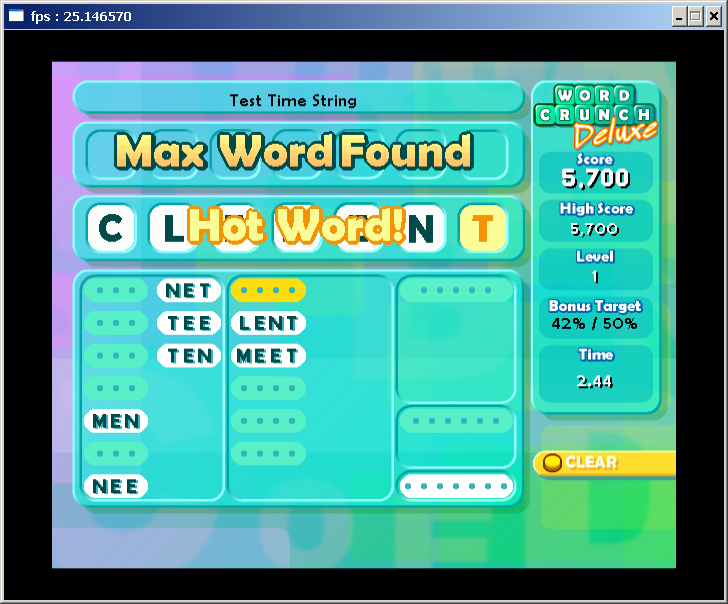 fps : 25.146570
Test Time String
Max Word Found
C L N T
Hot Word!
NET
TEE
LENT
TEN
MEET
MEN
NEE
WORD
CRUNCH
Deluxe
Score
5,700
High Score
5,700
Level
1
Bonus Target
42% / 50%
Time
2.44
CLEAR